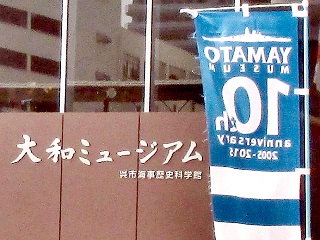 大和ミュージアム
呉市海事歴史科学館
YAMATO
MUSEUM
10th
anniversary
2005-2015